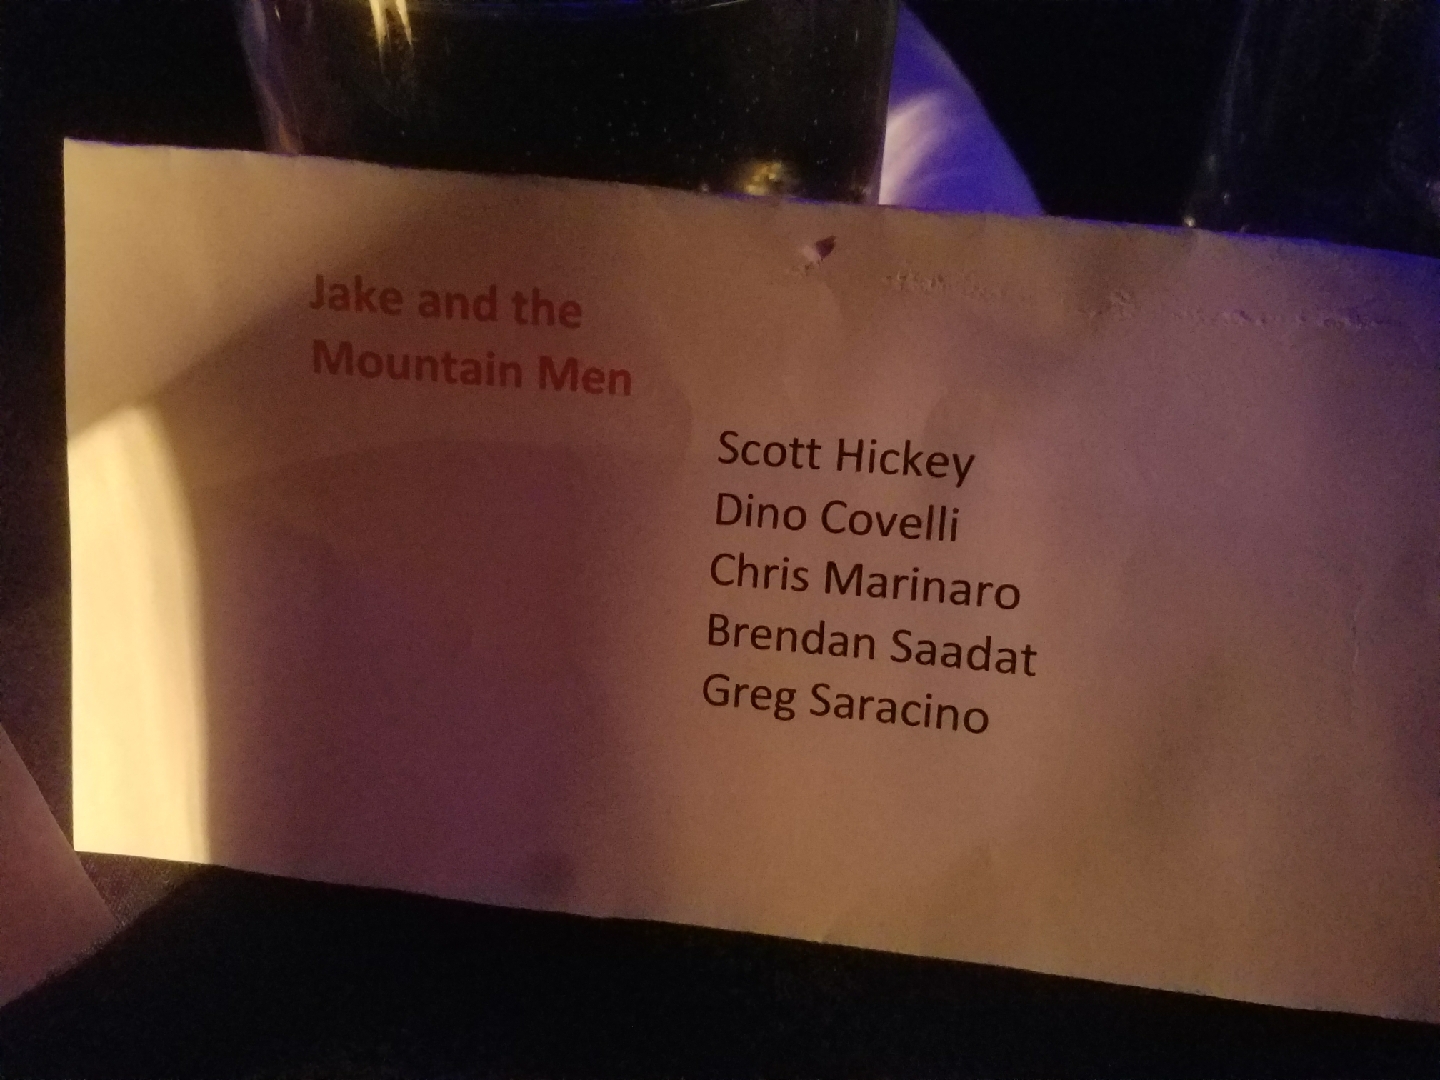 Jake and the
Mountain Men
Scott Hickey
Dino Covelli
Chris Marinaro
Brendan Saadat
Greg Saracino